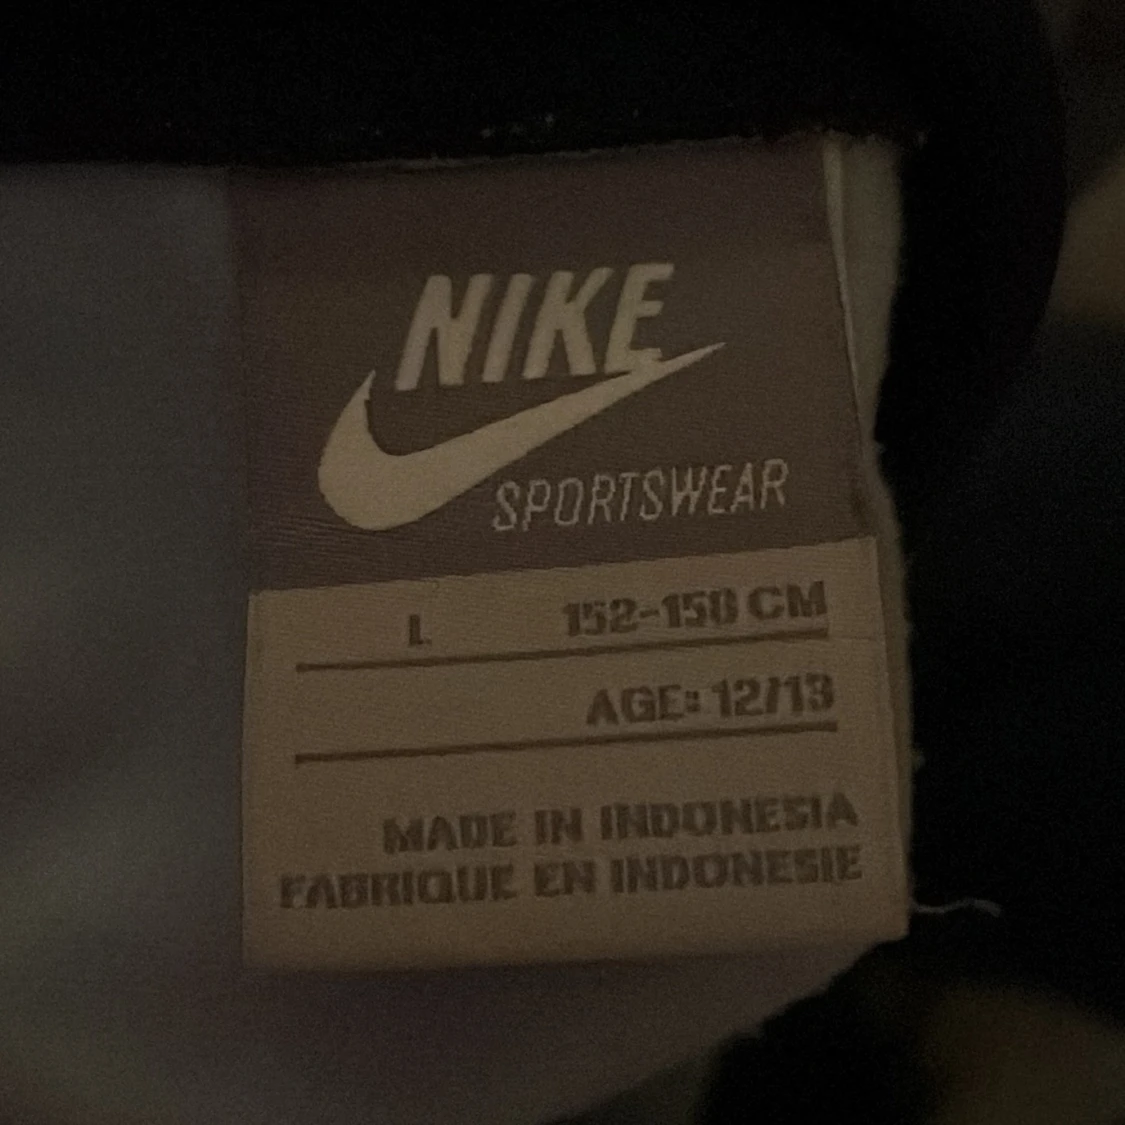 NIKE
SPORTSWEAR
L 152-158 CM
AGE: 12/13
MADE IN INDONESIA
FABRIQUE EN INDONESIE